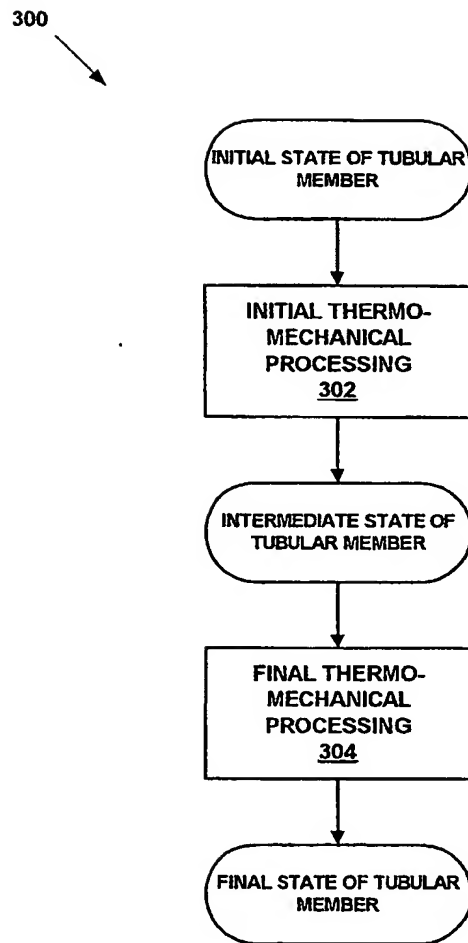 300
INITIAL STATE OF TUBULAR
MEMBER
INITIAL THERMO-
MECHANICAL
PROCESSING
302
INTERMEDIATE STATE OF
TUBULAR MEMBER
FINAL THERMO-
MECHANICAL
PROCESSING
304
FINAL STATE OF TUBULAR
MEMBER